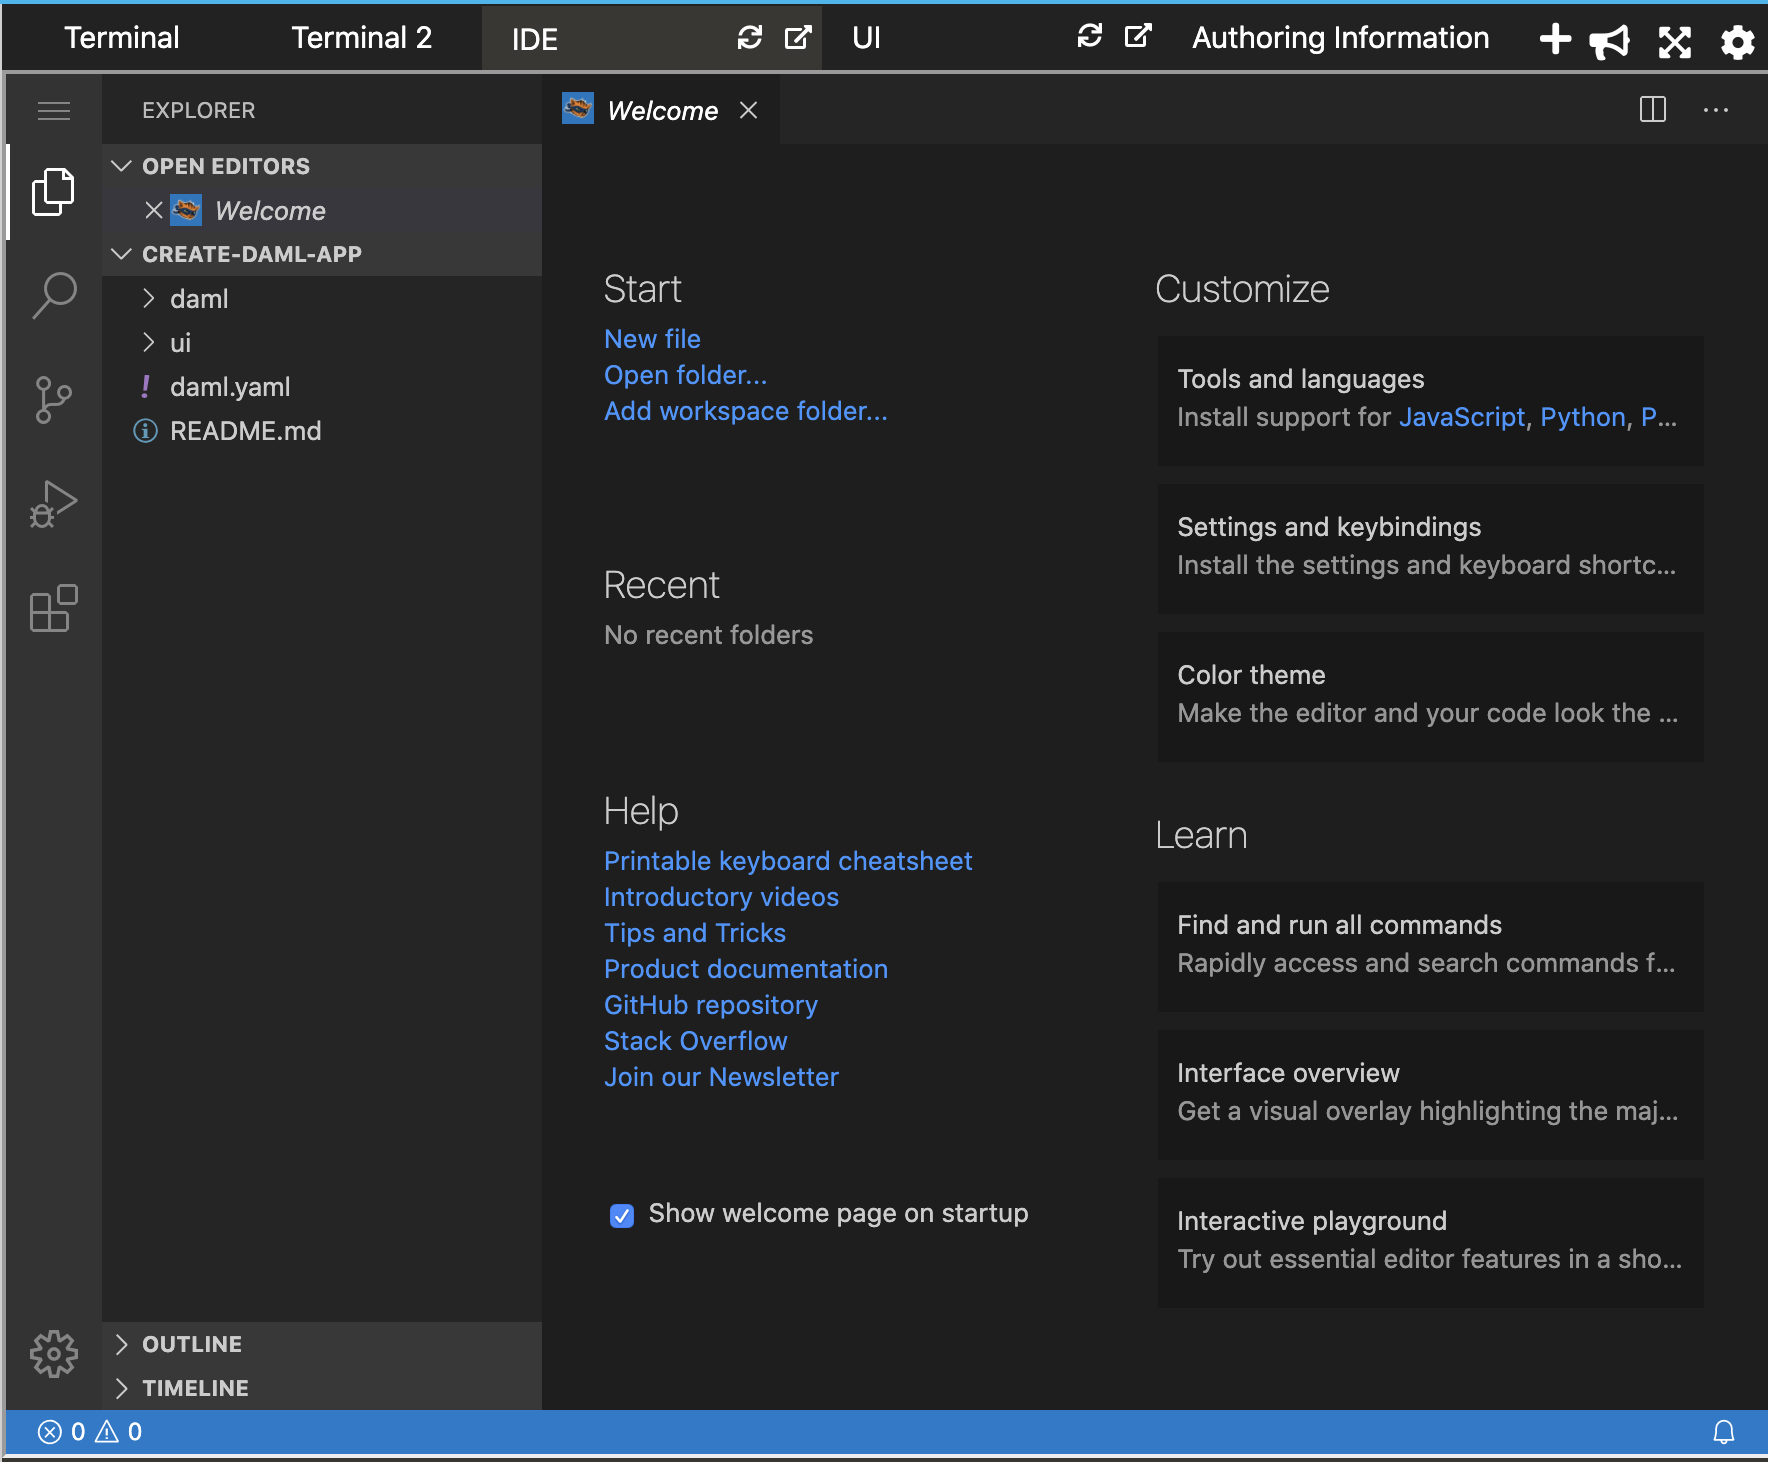 Terminal
Terminal 2
IDE
UI
Authoring Information
EXPLORER
OPEN EDITORS
Welcome
CREATE-DAML-APP
daml
ui
! daml.yaml
README.md
OUTLINE
TIMELINE
Welcome
Start
New file
Open folder...
Add workspace folder...
Recent
No recent folders
Help
Printable keyboard cheatsheet
Introductory videos
Tips and Tricks
Product documentation
GitHub repository
Stack Overflow
Join our Newsletter
Show welcome page on startup
Customize
Tools and languages
Install support for JavaScript, Python, P...
Settings and keybindings
Install the settings and keyboard shortc...
Color theme
Make the editor and your code look the ...
Learn
Find and run all commands
Rapidly access and search commands f...
Interface overview
Get a visual overlay highlighting the maj...
Interactive playground
Try out essential editor features in a sho...
0 0